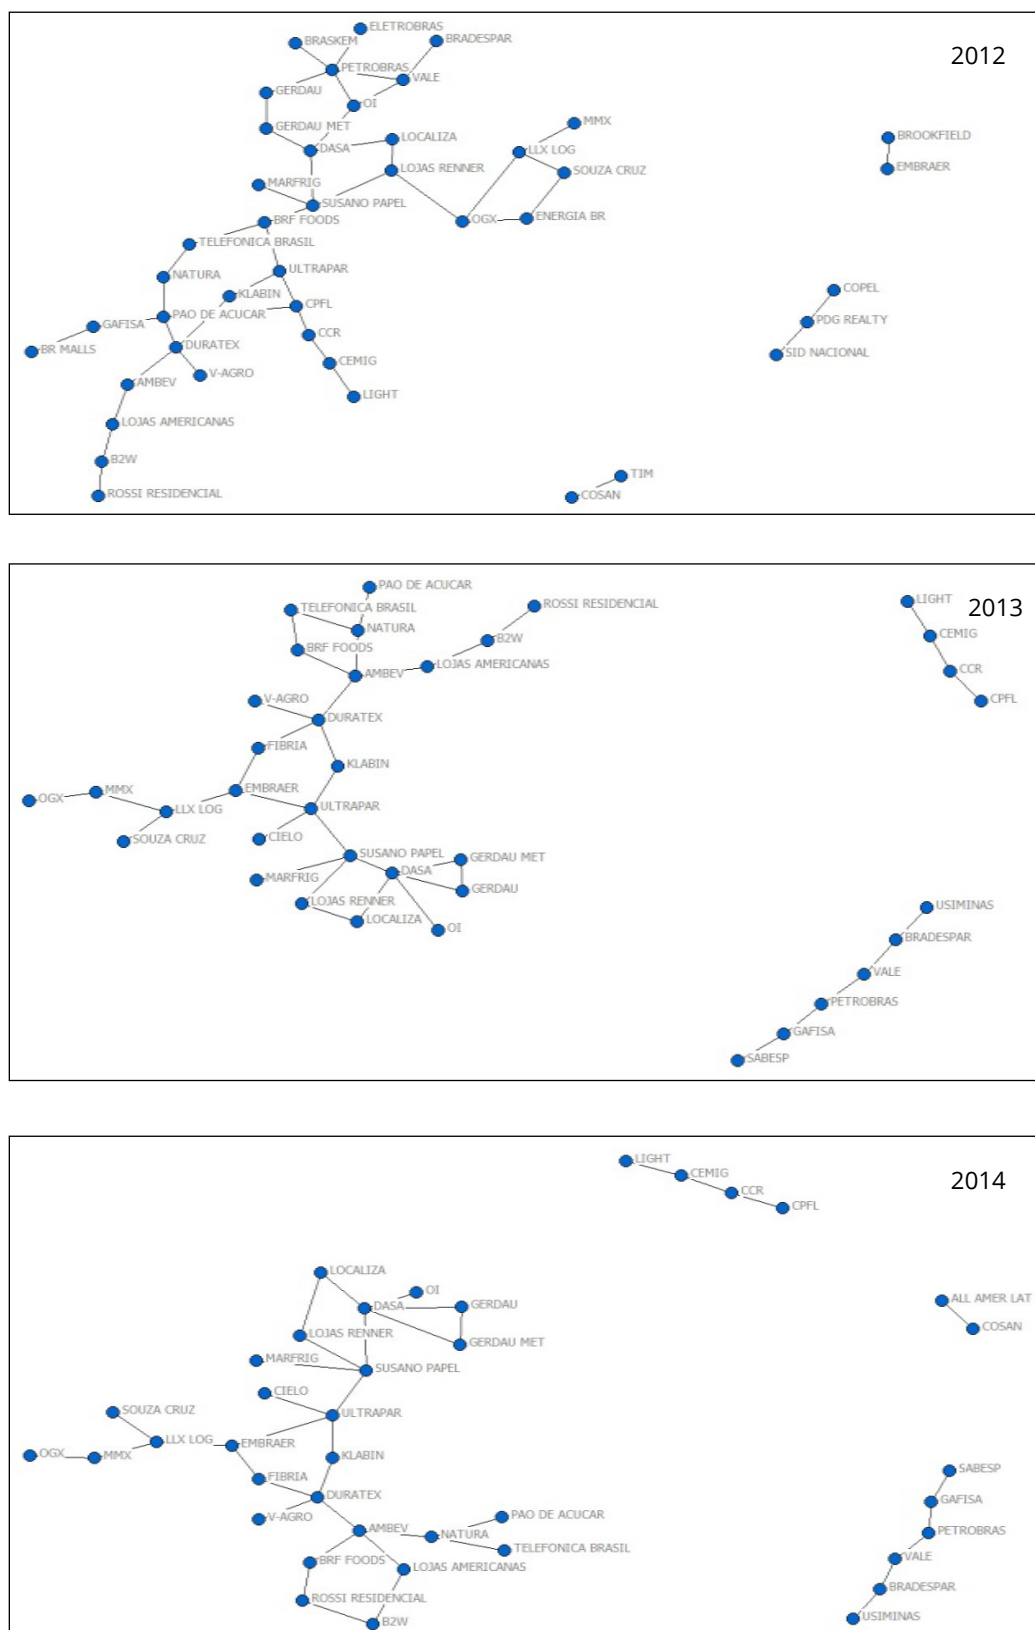 ELETROBRAS
BRASKEM
BRADESPAR
2012
PETROBRAS
VALE
GERDAU
OI
MMX
GERDAU MET
LOCALIZA
BROOKFIELD
DASA
LLX LOG
LOJAS RENNER
SOUZA CRUZ
EMBRAER
MARFRIG
SUSANO PAPEL
BRF FOODS
OGX
ENERGIA BR
TELEFONICA BRASIL
NATURA
ULTRAPAR
KLABIN
COPEL
CPFL
GAFISA
PAO DE ACUCAR
PDG REALTY
CCR
BR MALLS
DURATEX
SID NACIONAL
CEMIG
V-AGRO
AMBEV
LIGHT
LOJAS AMERICANAS
B2W
TIM
ROSSI RESIDENCIAL
COSAN
PAO DE ACUCAR
LIGHT
2013
TELEFONICA BRASIL
ROSSI RESIDENCIAL
NATURA
CEMIG
B2W
BRF FOODS
LOJAS AMERICANAS
CCR
AMBEV
V-AGRO
CPFL
DURATEX
FIBRIA
KLABIN
EMBRAER
MMX
OGX
ULTRAPAR
LLX LOG
SOUZA CRUZ
CIELO
SUSANO PAPEL
GERDAU MET
DASA
MARFRIG
GERDAU
LOJAS RENNER
USIMINAS
LOCALIZA
OI
BRADESPAR
VALE
PETROBRAS
GAFISA
SABESP
LIGHT
2014
CEMIG
CCR
CPFL
LOCALIZA
OI
ALL AMER LAT
DASA
GERDAU
COSAN
LOJAS RENNER
GERDAU MET
MARFRIG
SUSANO PAPEL
CIELO
SOUZA CRUZ
ULTRAPAR
LLX LOG
EMBRAER
OGX
MMX
KLABIN
SABESP
FIBRIA
DURATEX
GAFISA
V-AGRO
PAO DE ACUCAR
AMBEV
NATURA
PETROBRAS
TELEFONICA BRASIL
VALE
BRF FOODS
LOJAS AMERICANAS
BRADESPAR
ROSSI RESIDENCIAL
USIMINAS
B2W